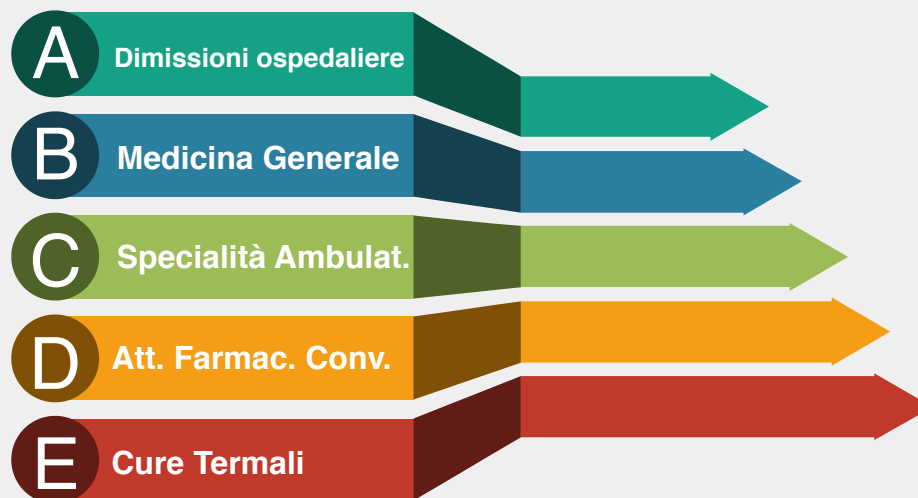 A Dimissioni ospedaliere
B Medicina Generale
C Specialità Ambulat.
D Att. Farmac. Conv.
E Cure Termali